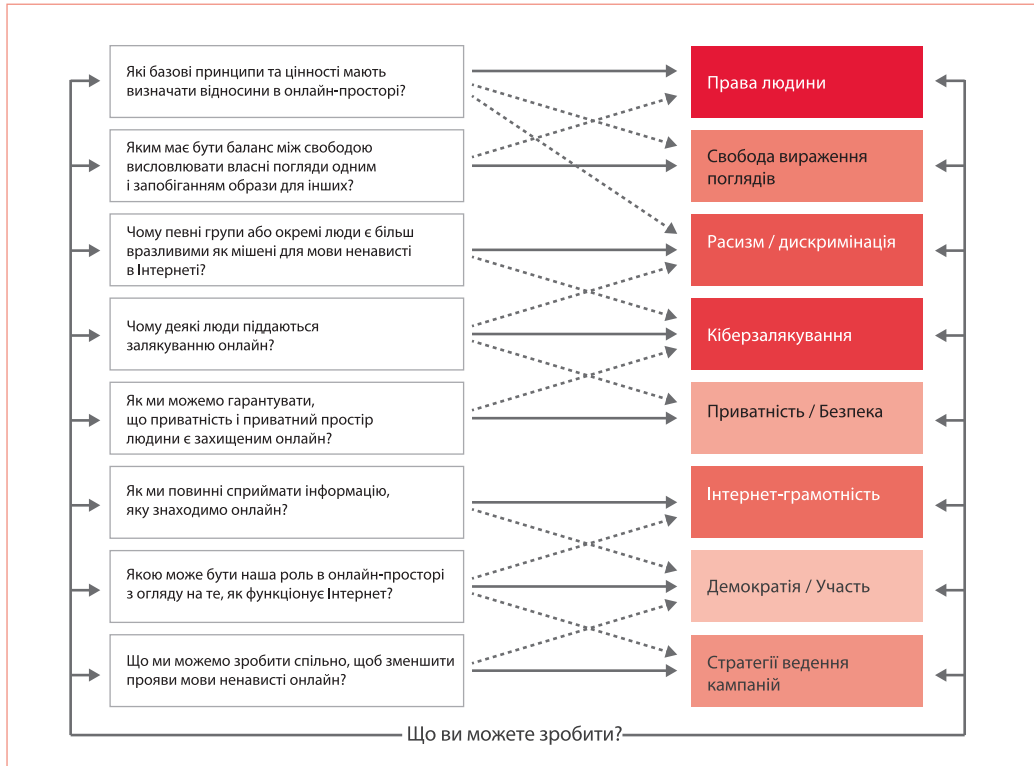 Які базові принципи та цінності мають
визначати відносини в онлайн-просторі?
Права людини
Яким має бути баланс між свободою
висловлювати власні погляди одним
і запобіганням образи для інших?
Свобода вираження
поглядів
Чому певні групи або окремі люди є більш
вразливими як мішені для мови ненависті
в Інтернеті?
Расизм / дискримінація
Чому деякі люди піддаються
залякуванню онлайн?
Кіберзалякування
Як ми можемо гарантувати,
що приватність і приватний простір
людини є захищеним онлайн?
Приватність / Безпека
Як ми повинні сприймати інформацію,
яку знаходимо онлайн?
Інтернет-грамотність
Якою може бути наша роль в онлайн-просторі
з огляду на те, як функціонує Інтернет?
Демократія / Участь
Що ми можемо зробити спільно, щоб зменшити
прояви мови ненависті онлайн?
Стратегії ведення
кампаній
Що ви можете зробити?